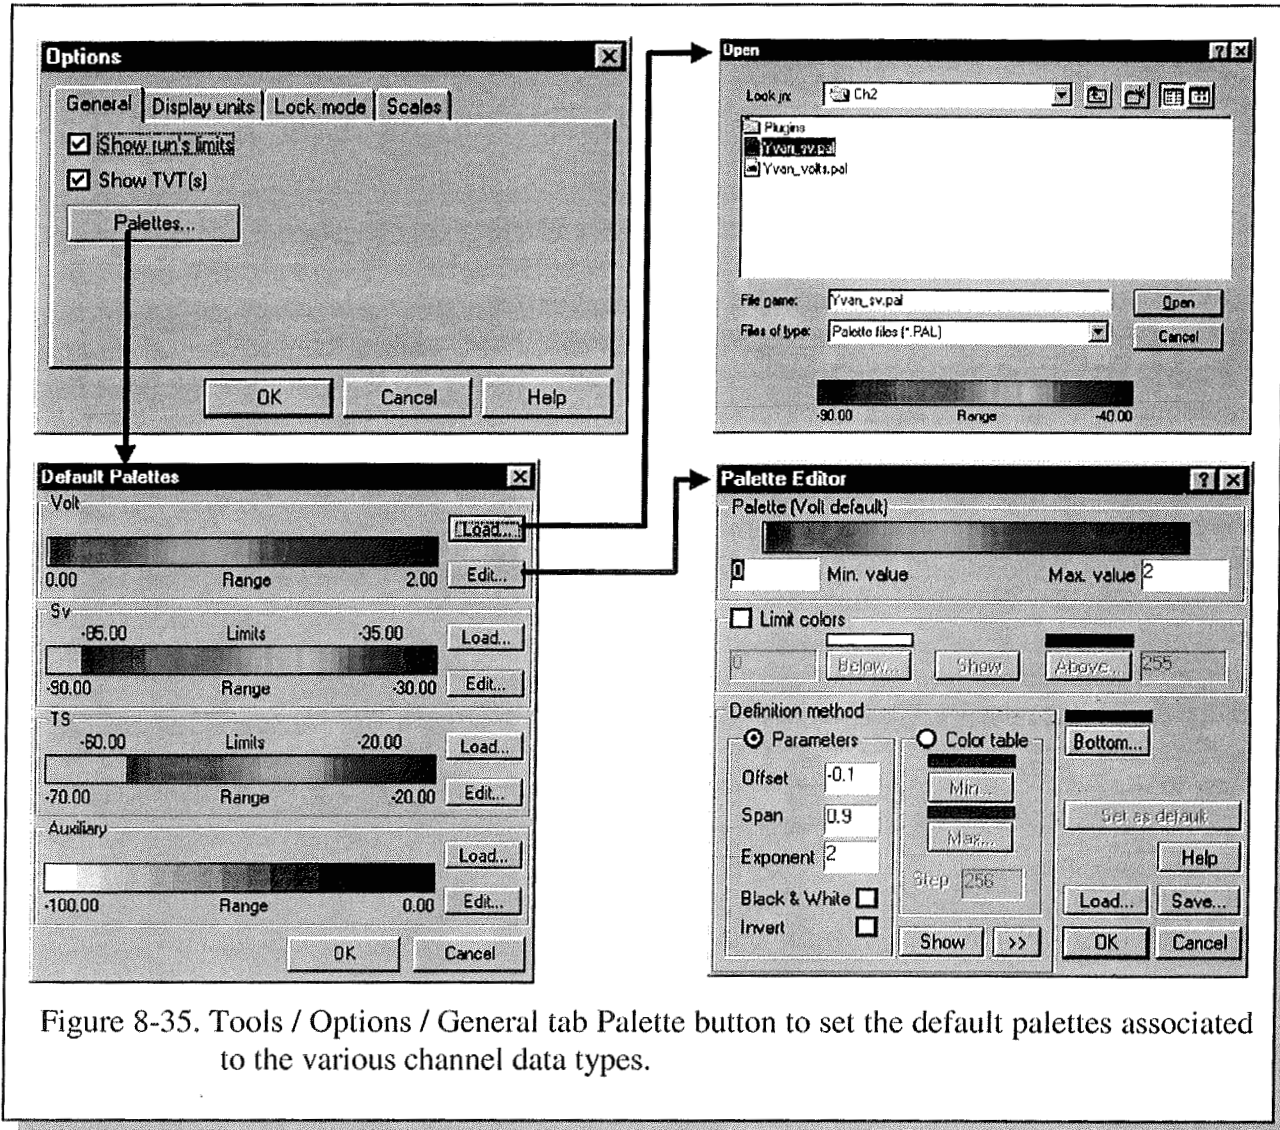 Options
General Display units Lock mode Scales
Show run's limits
Show TVT(s)
Palettes...
OK Cancel Help
Open
Look in: Ch2
Plugins
Yvan_sv.pal
Yvan_volts.pal
File name: Yvan_sv.pal Open
Files of type: Palette files (*.PAL) Cancel
-90.00 Range -40.00
Default Palettes
Volt
Load...
Edit...
0.00 Range 2.00
Sv
-85.00 Limits -35.00 Load...
-90.00 Range -30.00 Edit...
TS
-60.00 Limits -20.00 Load...
-70.00 Range -20.00 Edit...
Auxiliary
Load...
-100.00 Range 0.00 Edit...
OK Cancel
Palette Editor
Palette (Volt default)
0 Min. value Max. value 2
Limit colors
0 Below... Show Above... 255
Definition method
Parameters Color table Bottom...
Offset -0.1 Min...
Span 0.9 Max... Set as default
Exponent 2 Help
Step 256
Black & White Load... Save...
Invert Show >> OK Cancel
Figure 8-35. Tools / Options / General tab Palette button to set the default palettes associated
to the various channel data types.